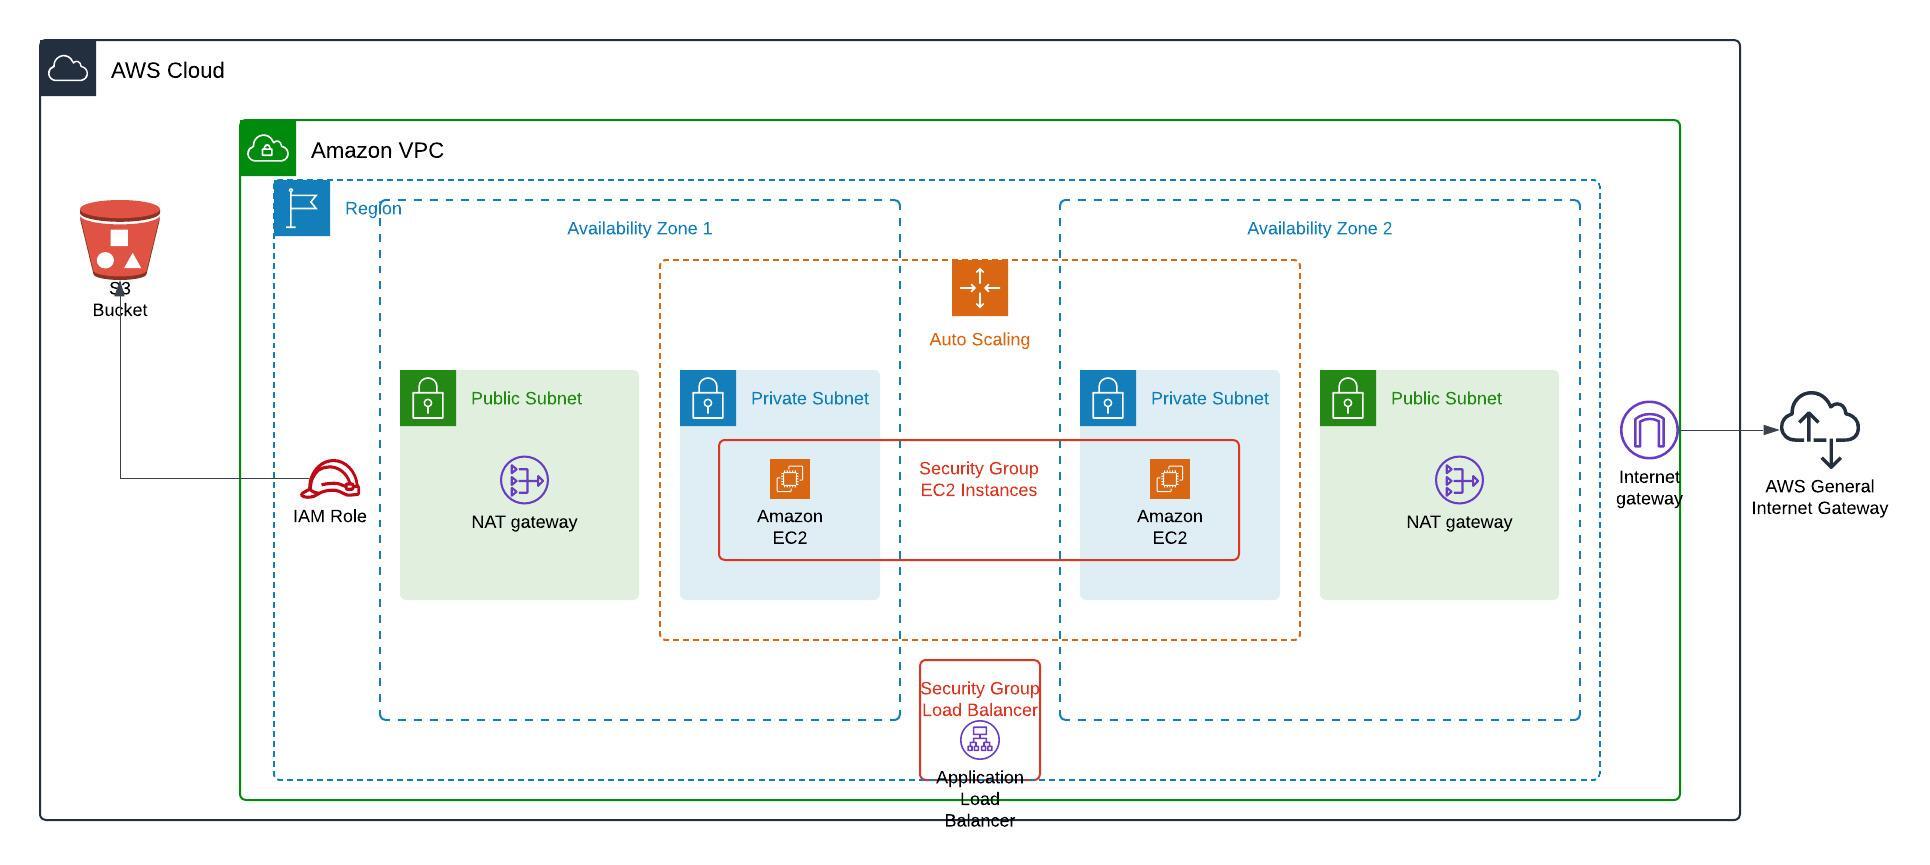 AWS Cloud
Amazon VPC
Region
Availability Zone 1
Availability Zone 2
S3
Bucket
Auto Scaling
Public Subnet
Private Subnet
Private Subnet
Public Subnet
Security Group
EC2 Instances
IAM Role
NAT gateway
Amazon
EC2
Amazon
EC2
NAT gateway
Internet
gateway
AWS General
Internet Gateway
Security Group
Load Balancer
Application
Load
Balancer